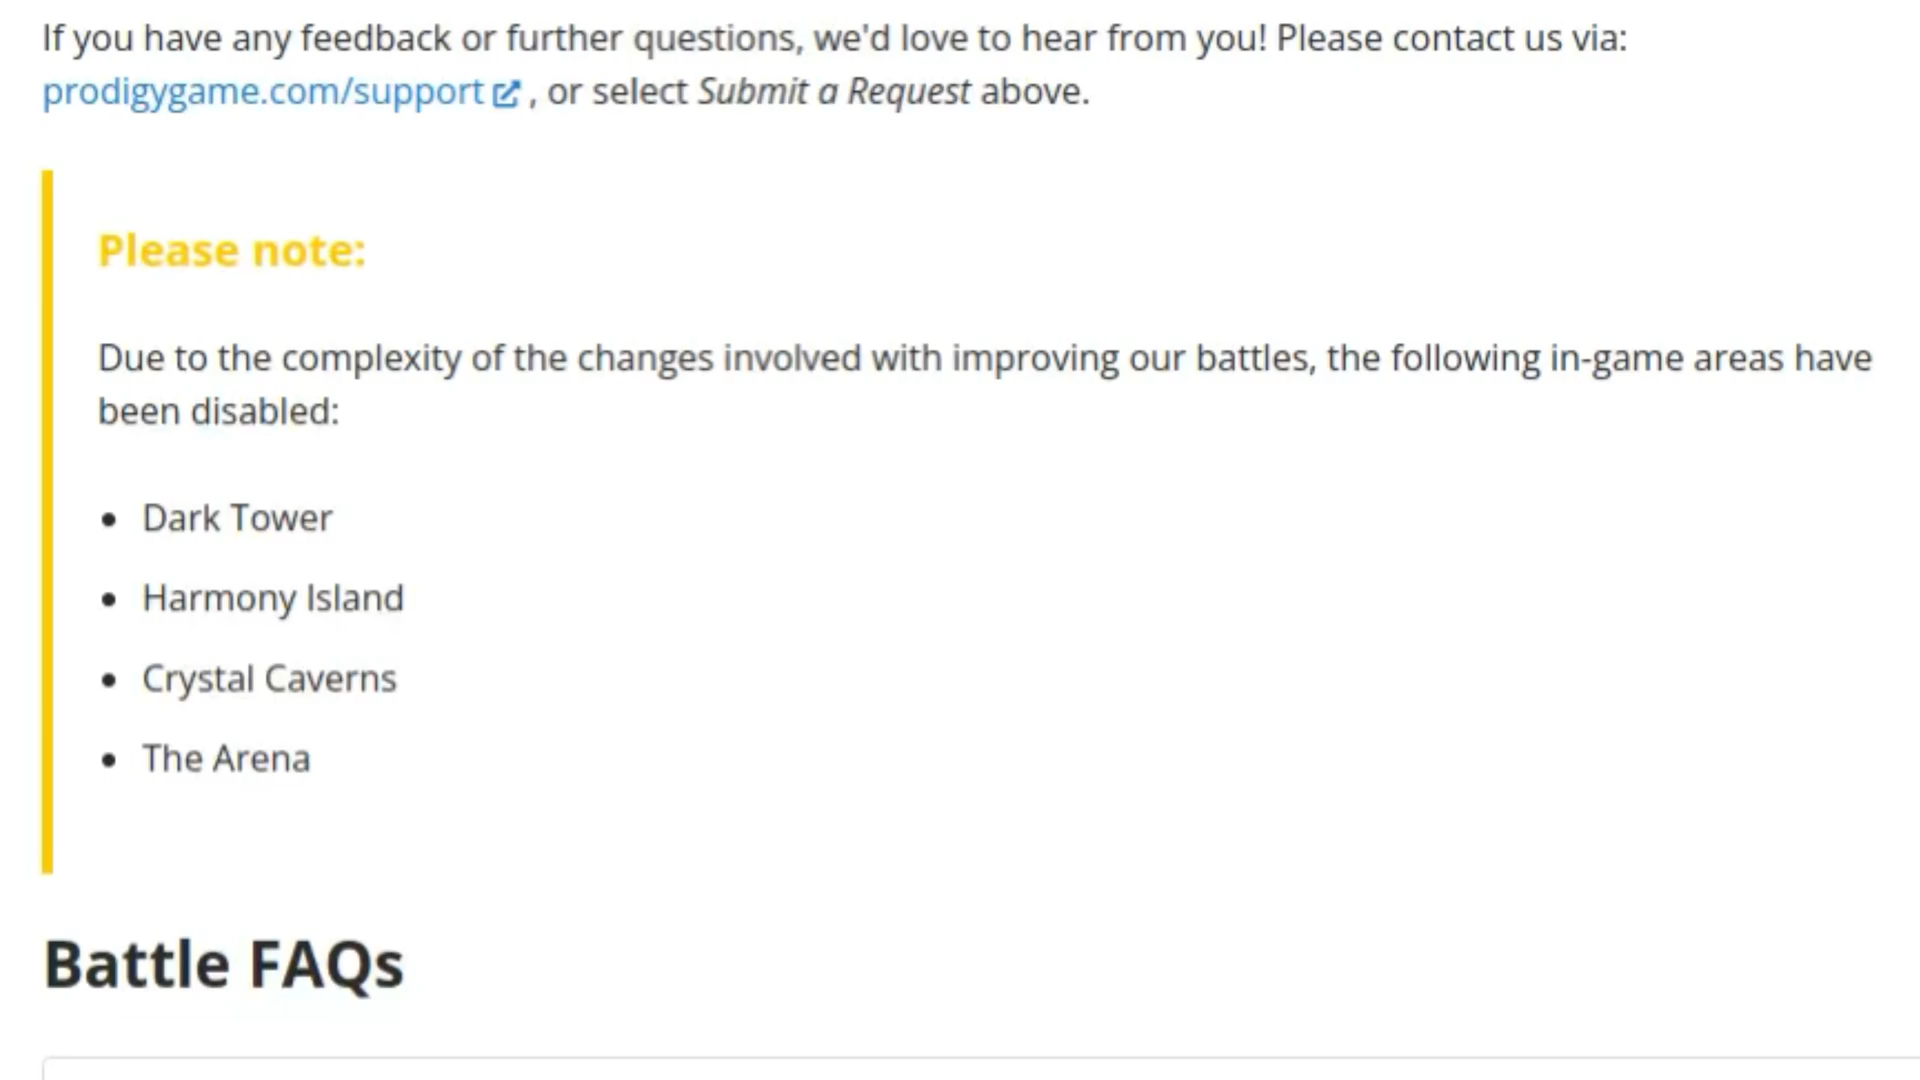 If you have any feedback or further questions, we'd love to hear from you! Please contact us via:
prodigygame.com/support , or select Submit a Request above.
Please note:
Due to the complexity of the changes involved with improving our battles, the following in-game areas have
been disabled:
• Dark Tower
• Harmony Island
• Crystal Caverns
• The Arena
Battle FAQs